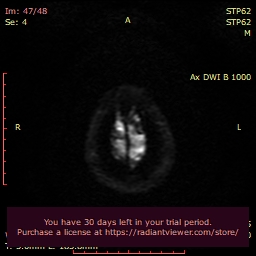 Im: 47/48
Se: 4
A
STP62
STP62
M
Ax DWI B 1000
R
L
You have 30 days left in your trial period.
Purchase a license at https://radiantviewer.com/store/